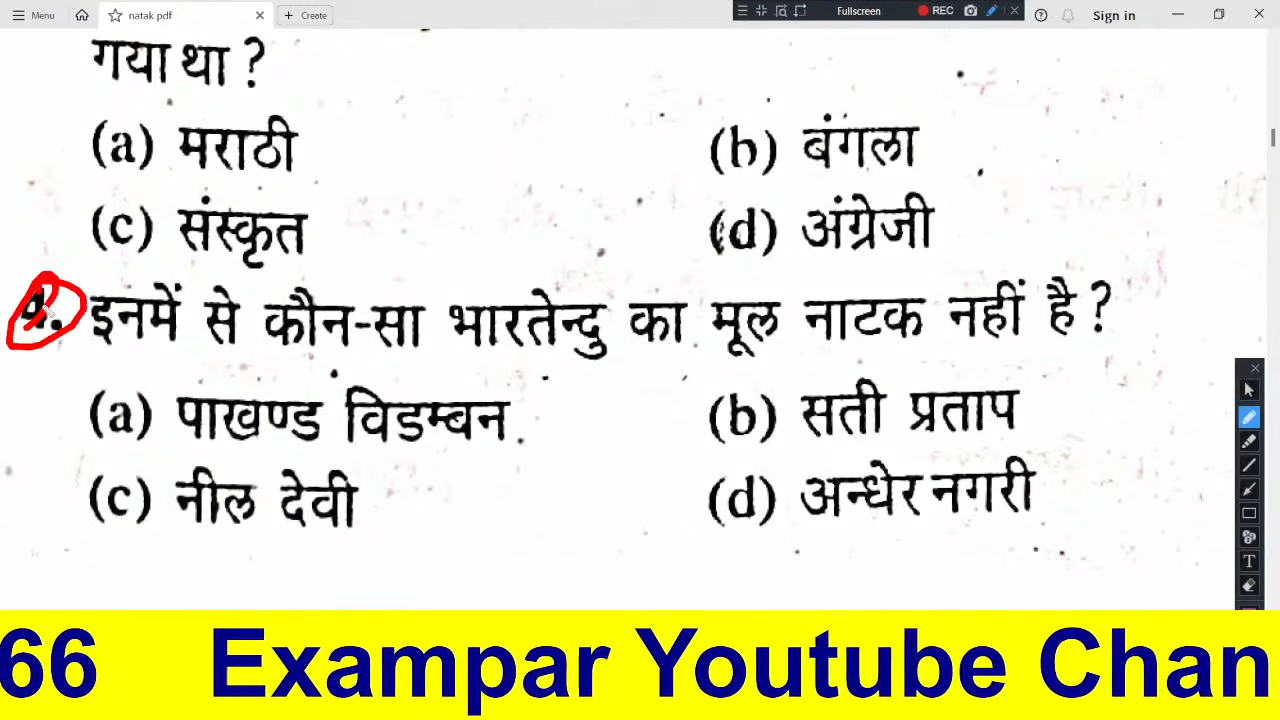 Menu natak.pdf Create Fullscreen REC Sign in
गया था ?
(a) मराठी (b) बंगला
(c) संस्कृत (d) अंग्रेजी
इनमें से कौन-सा भारतेन्दु का मूल नाटक नहीं है ?
(a) पाखण्ड विडम्बन (b) सती प्रताप
(c) नील देवी (d) अन्धेर नगरी
66 Exampar Youtube Chan